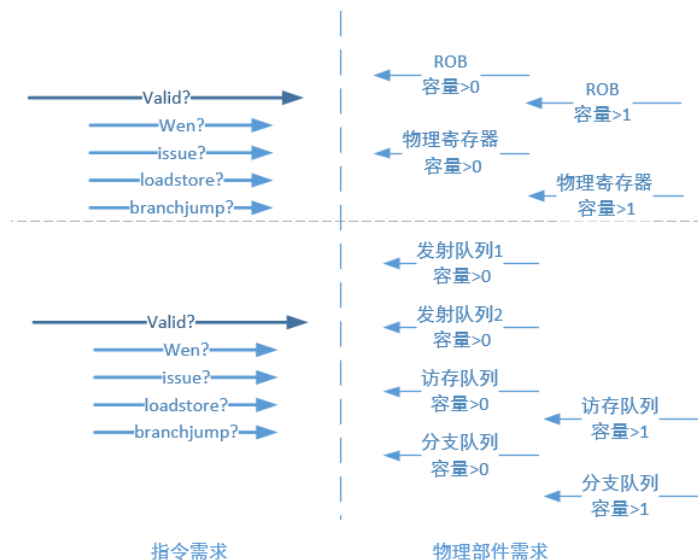 Valid?
Wen?
issue?
loadstore?
branchjump?
Valid?
Wen?
issue?
loadstore?
branchjump?
指令需求
ROB
容量>0
ROB
容量>1
物理寄存器
容量>0
物理寄存器
容量>1
发射队列1
容量>0
发射队列2
容量>0
访存队列
容量>0
访存队列
容量>1
分支队列
容量>0
分支队列
容量>1
物理部件需求